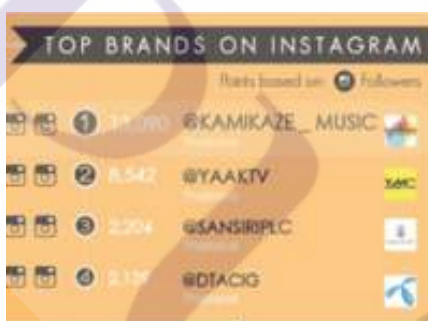 TOP BRANDS ON INSTAGRAM
Points based on Followers
1 @KAMIKAZE_MUSIC
2 8,542 @YAAKTV
3 2,204 @SANSIRIPLC
4 @DTACIG